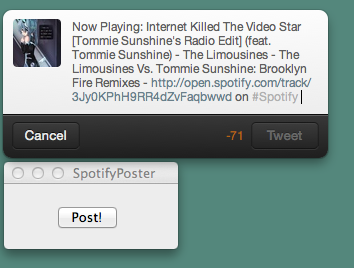 Now Playing: Internet Killed The Video Star
[Tommie Sunshine's Radio Edit] (feat.
Tommie Sunshine) - The Limousines - The
Limousines Vs. Tommie Sunshine: Brooklyn
Fire Remixes - http://open.spotify.com/track/
3Jy0KPhH9RR4dZvFaqbwwd on #Spotify
Cancel
-71
Tweet
SpotifyPoster
Post!